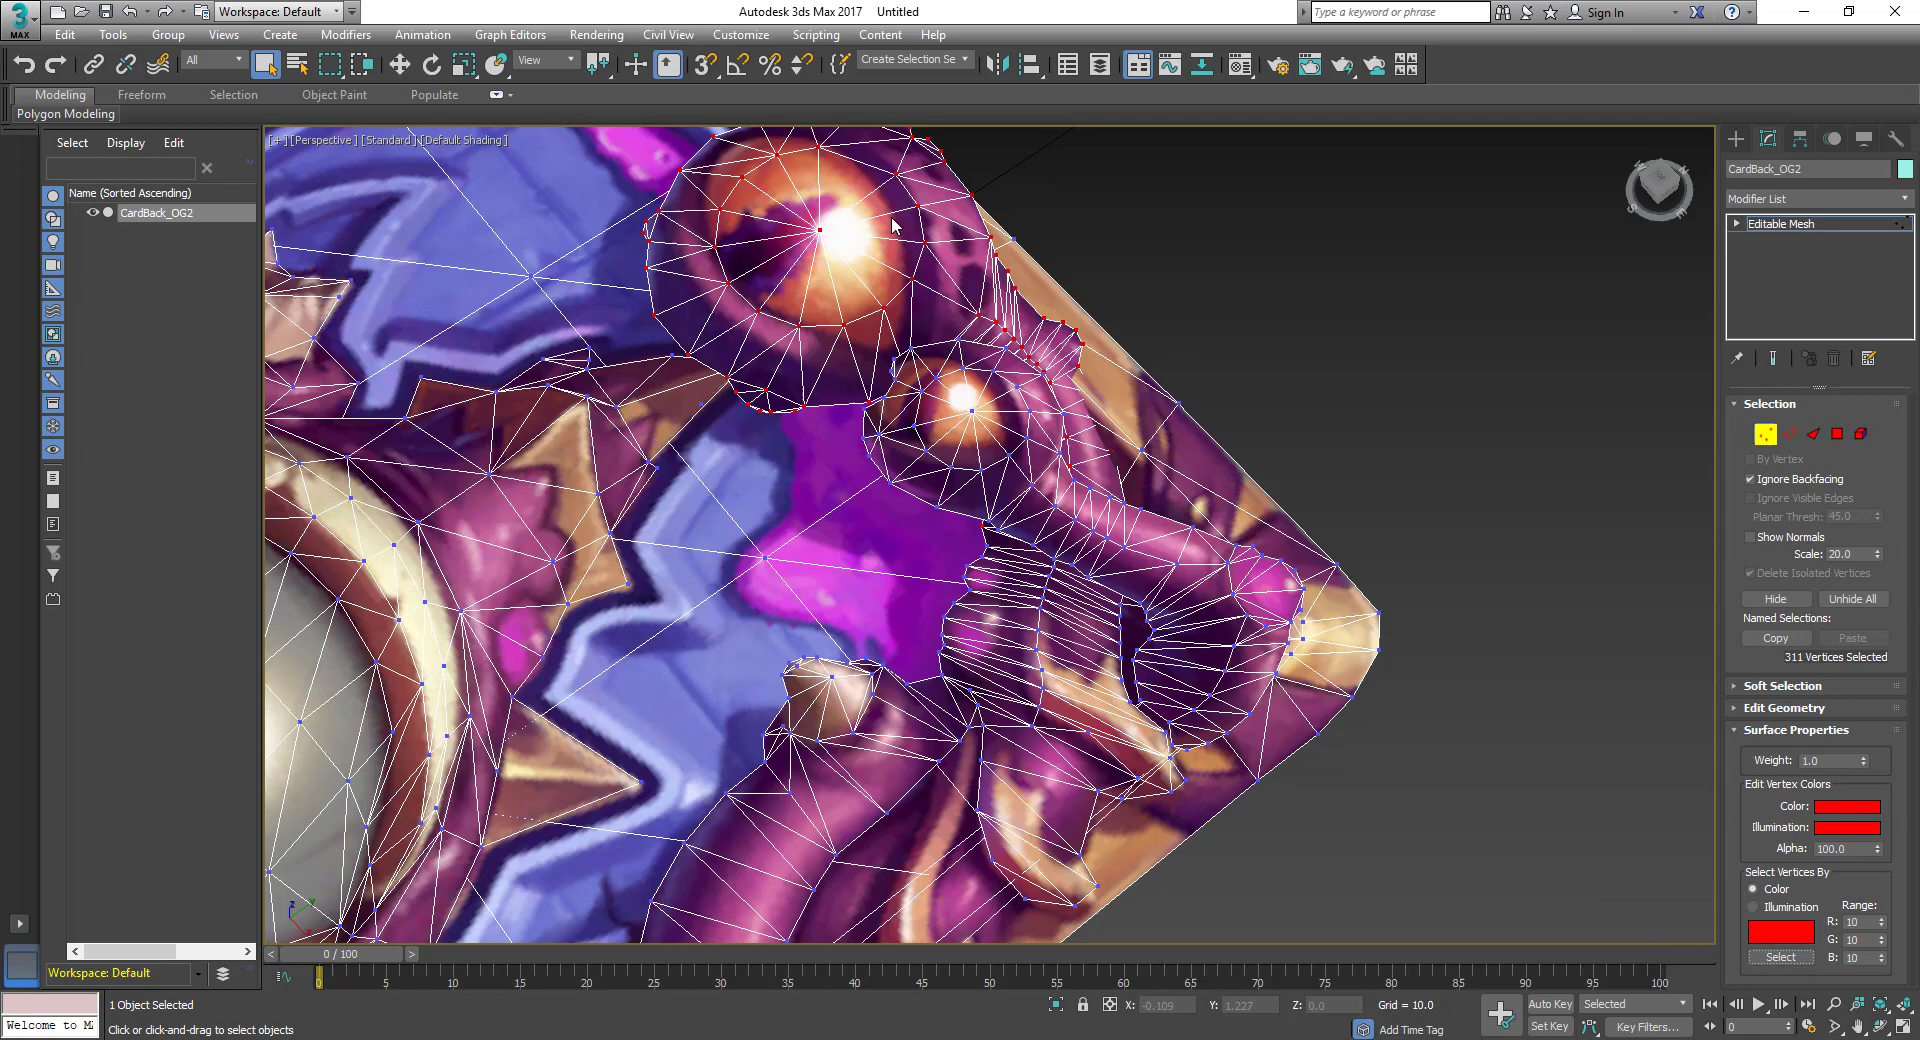 3 Workspace: Default Autodesk 3ds Max 2017 Untitled Type a keyword or phrase Sign In
MAX Edit Tools Group Views Create Modifiers Animation Graph Editors Rendering Civil View Customize Scripting Content Help
All View Create Selection Se
Modeling Freeform Selection Object Paint Populate
Polygon Modeling
Select Display Edit
Name (Sorted Ascending)
CardBack_OG2
[+] [Perspective] [Standard] [Default Shading]
TOP
CardBack_OG2
Modifier List
Editable Mesh
Selection
By Vertex
Ignore Backfacing
Ignore Visible Edges
Planar Thresh: 45.0
Show Normals
Scale: 20.0
Delete Isolated Vertices
Hide Unhide All
Named Selections:
Copy Paste
311 Vertices Selected
Soft Selection
Edit Geometry
Surface Properties
Weight: 1.0
Edit Vertex Colors
Color:
Illumination:
Alpha: 100.0
Select Vertices By
Color
Illumination
Range:
R: 10
G: 10
Select B: 10
< 0 / 100 >
Workspace: Default
0 5 10 15 20 25 30 35 40 45 50 55 60 65 70 75 80 85 90 95 100
1 Object Selected
X: -0.109 Y: 1.227 Z: 0.0 Grid = 10.0
Auto Key Selected
Welcome to M
Click or click-and-drag to select objects
Add Time Tag
Set Key Key Filters... 0